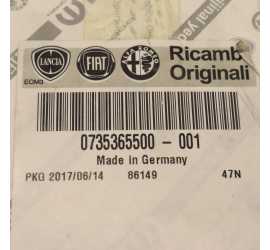 LANCIA FIAT ALFA ROMEO Ricambi
Originali
0735365500 - 001
Made in Germany
PKG 2017/06/14 86149 47N